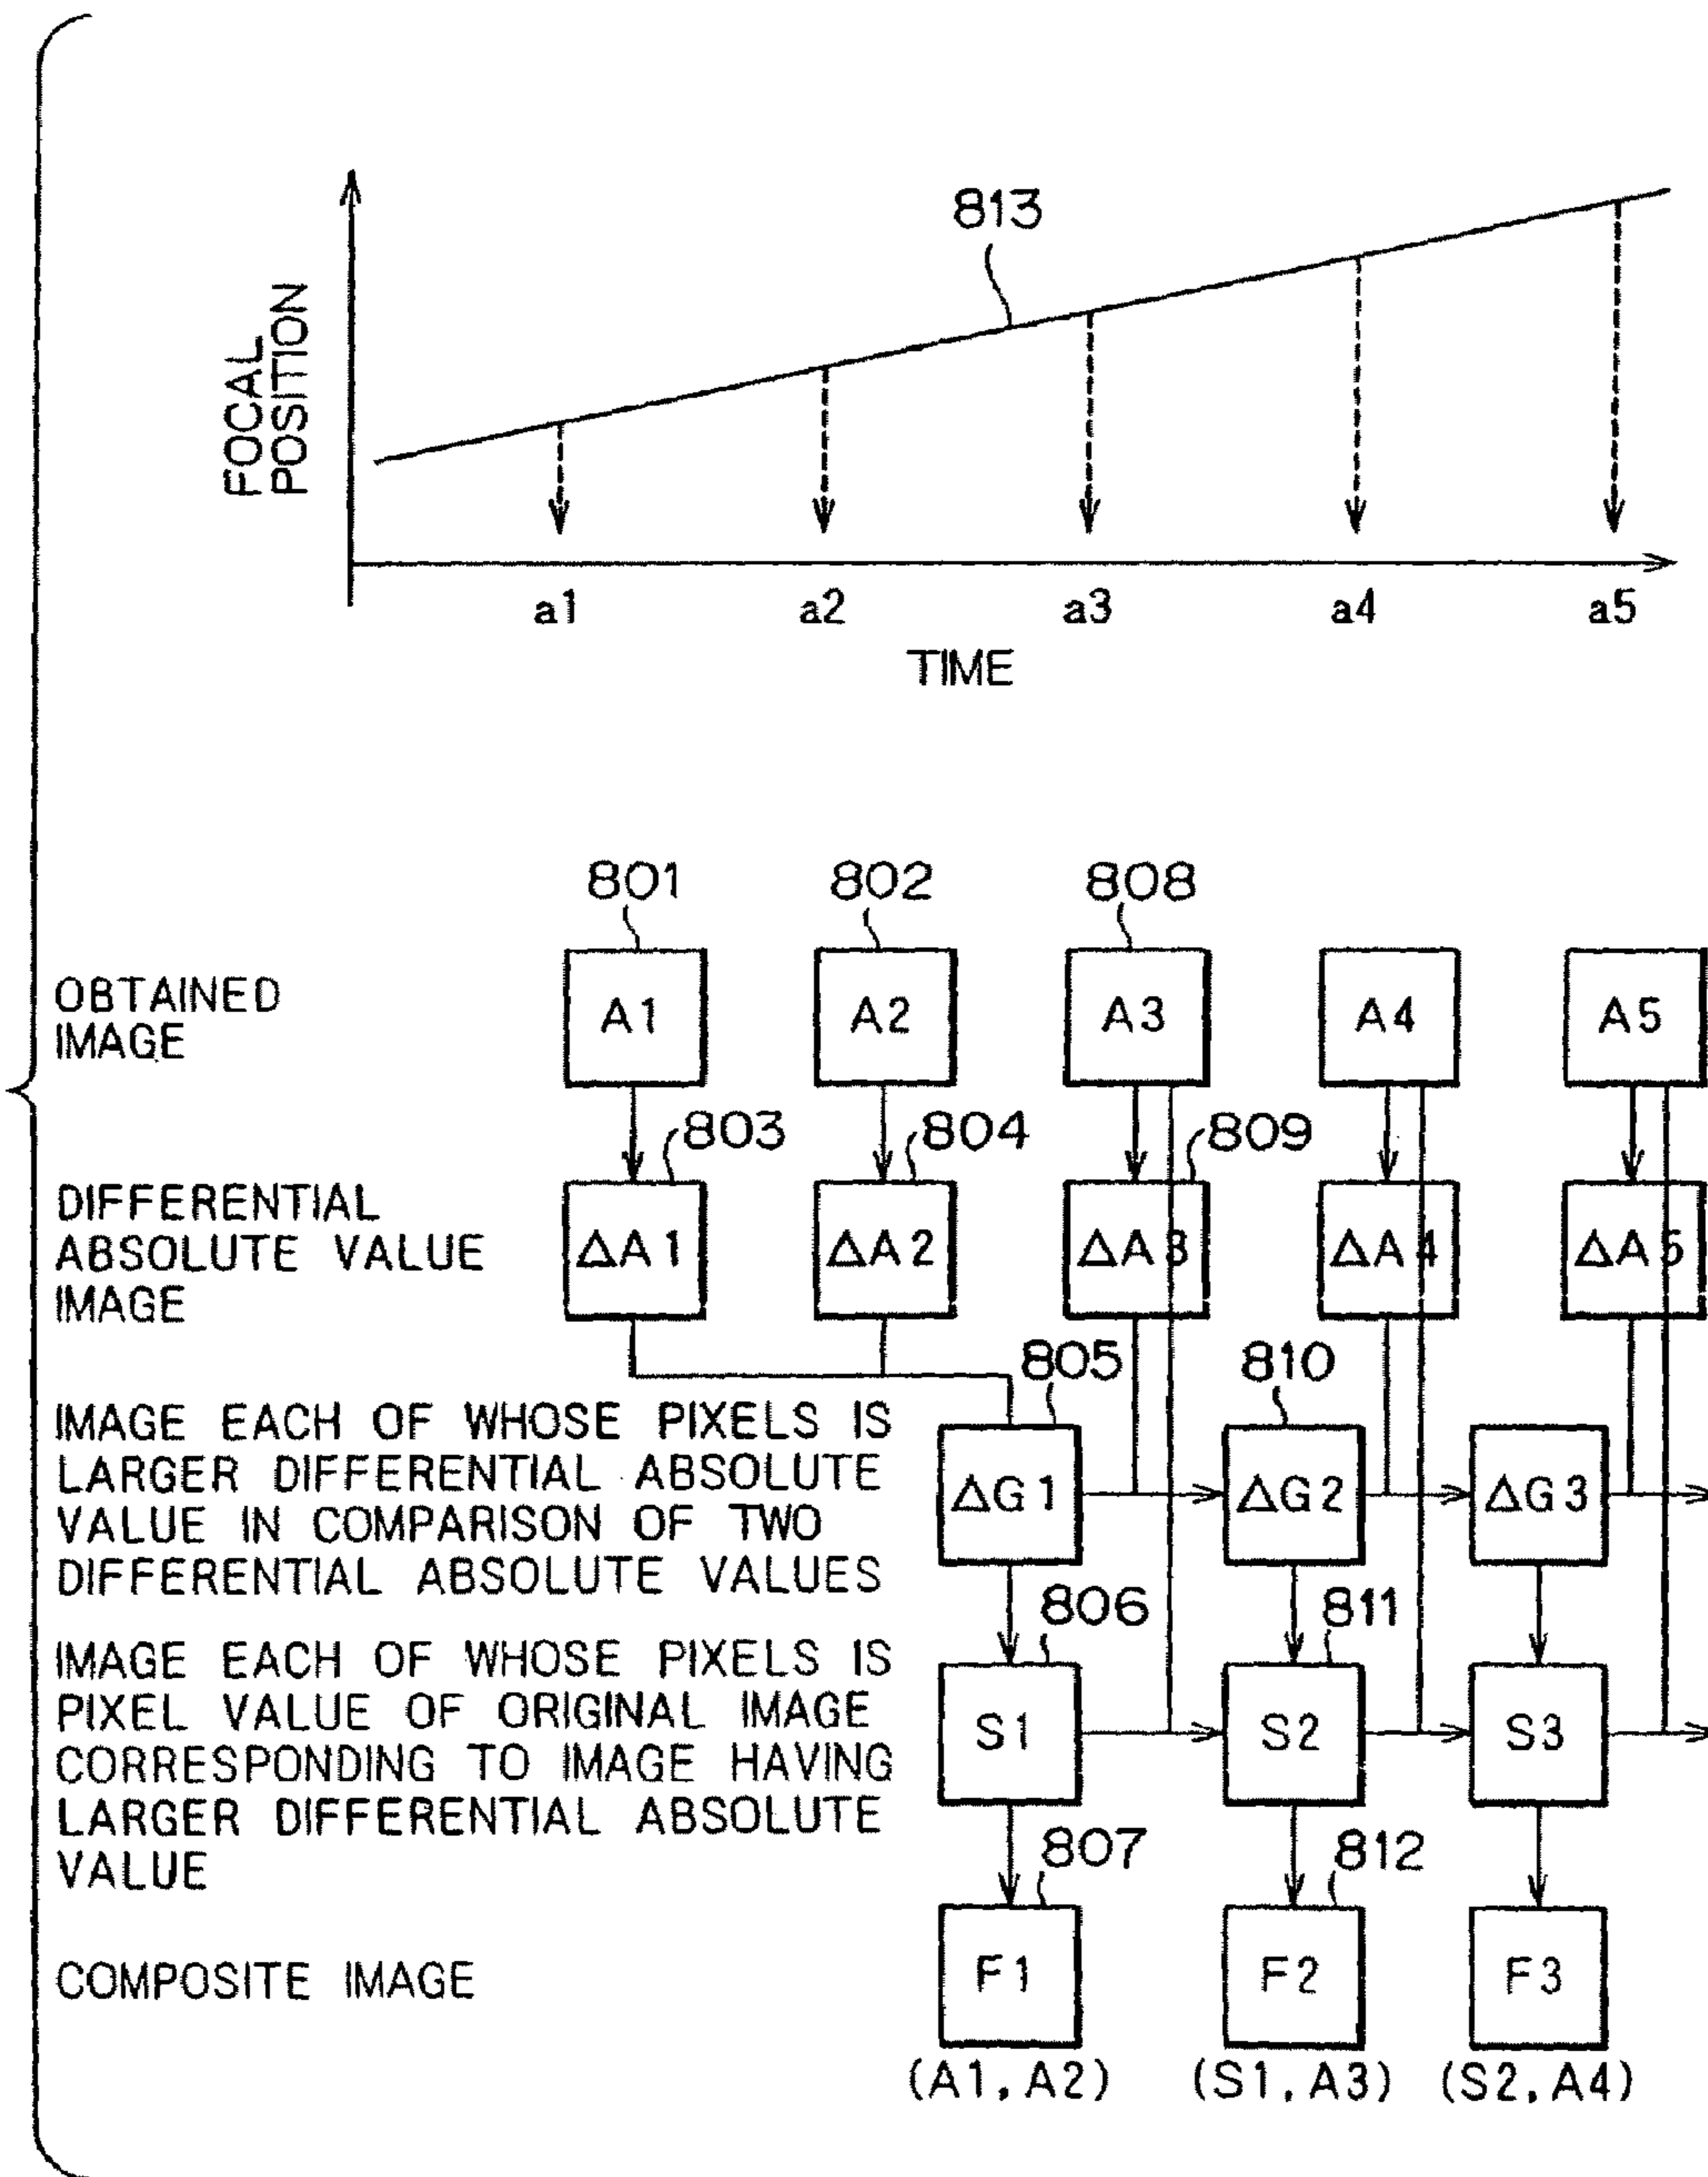 813
FOCAL
POSITION
a1 a2 a3 a4 a5
TIME
801 802 808
OBTAINED
IMAGE
A1 A2 A3 A4 A5
803 804 809
DIFFERENTIAL
ABSOLUTE VALUE
IMAGE
ΔA1 ΔA2 ΔA3 ΔA4 ΔA5
805 810
IMAGE EACH OF WHOSE PIXELS IS
LARGER DIFFERENTIAL ABSOLUTE
VALUE IN COMPARISON OF TWO
DIFFERENTIAL ABSOLUTE VALUES
ΔG1 ΔG2 ΔG3
806 811
IMAGE EACH OF WHOSE PIXELS IS
PIXEL VALUE OF ORIGINAL IMAGE
CORRESPONDING TO IMAGE HAVING
LARGER DIFFERENTIAL ABSOLUTE
VALUE
S1 S2 S3
807 812
COMPOSITE IMAGE
F1 F2 F3
(A1, A2) (S1, A3) (S2, A4)